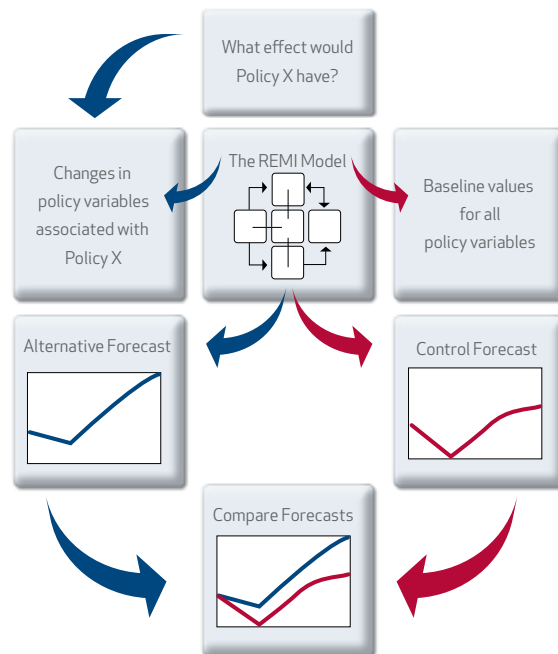 What effect would
Policy X have?
Changes in
policy variables
associated with
Policy X
The REMI Model
Baseline values
for all
policy variables
Alternative Forecast
Control Forecast
Compare Forecasts